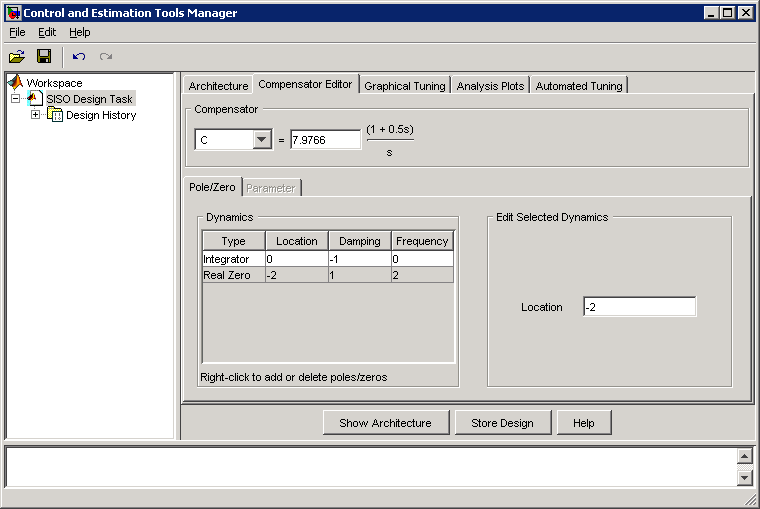 Control and Estimation Tools Manager
File Edit Help
Workspace
SISO Design Task
Design History
Architecture Compensator Editor Graphical Tuning Analysis Plots Automated Tuning
Compensator
C = 7.9766 (1 + 0.5s)
s
Pole/Zero Parameter
Dynamics
Type Location Damping Frequency
Integrator 0 -1 0
Real Zero -2 1 2
Right-click to add or delete poles/zeros
Edit Selected Dynamics
Location -2
Show Architecture Store Design Help